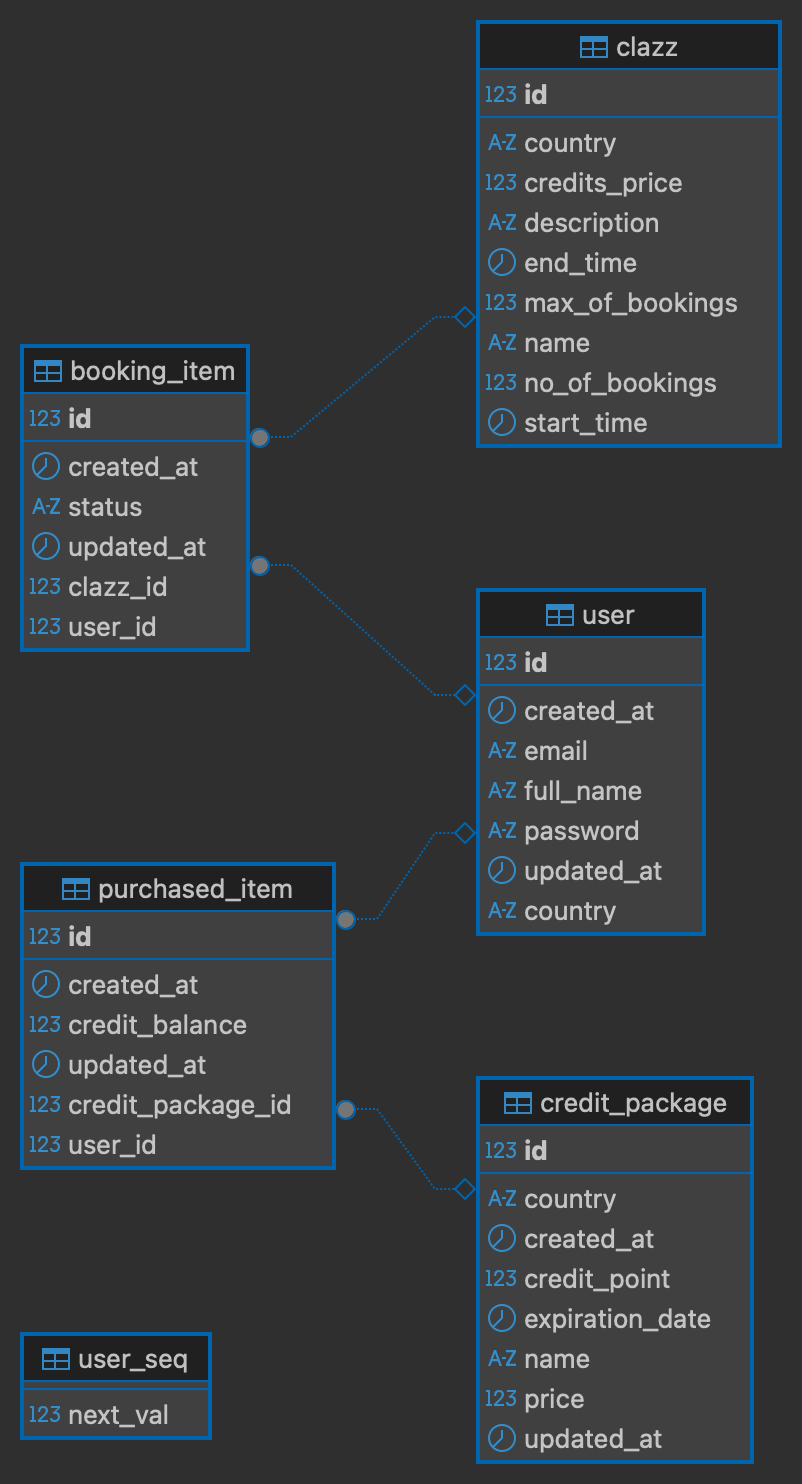 clazz
123 id
A-Z country
123 credits_price
A-Z description
end_time
123 max_of_bookings
A-Z name
123 no_of_bookings
start_time
booking_item
123 id
created_at
A-Z status
updated_at
123 clazz_id
123 user_id
user
123 id
created_at
A-Z email
A-Z full_name
A-Z password
updated_at
A-Z country
purchased_item
123 id
created_at
123 credit_balance
updated_at
123 credit_package_id
123 user_id
credit_package
123 id
A-Z country
created_at
123 credit_point
expiration_date
A-Z name
123 price
updated_at
user_seq
123 next_val